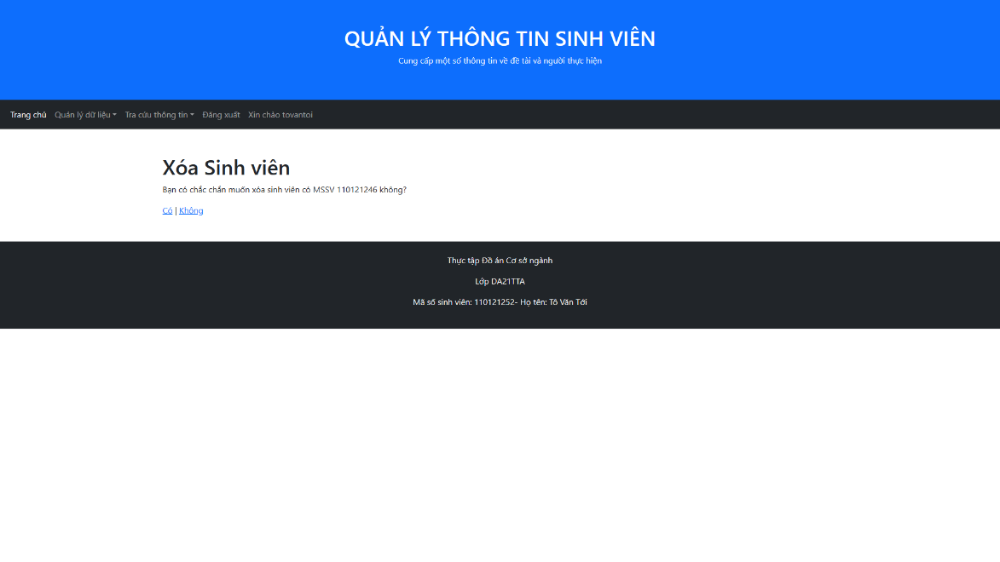 QUẢN LÝ THÔNG TIN SINH VIÊN
Cung cấp một số thông tin về đề tài và người thực hiện
Trang chủ Quản lý dữ liệu Tra cứu thông tin Đăng xuất Xin chào tovantoi
Xóa Sinh viên
Bạn có chắc chắn muốn xóa sinh viên có MSSV 110121246 không?
Có | Không
Thực tập Đồ án Cơ sở ngành
Lớp DA21TTA
Mã số sinh viên: 110121252- Họ tên: Tô Văn Tới